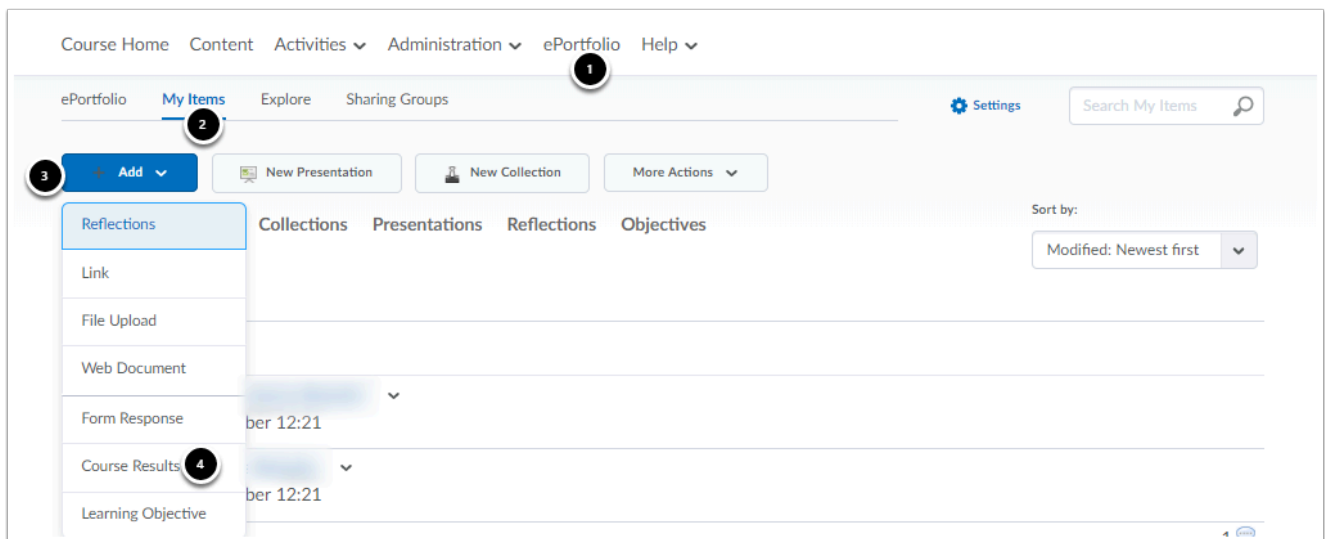 Course Home Content Activities Administration ePortfolio Help
1
ePortfolio My Items Explore Sharing Groups Settings Search My Items
2
3 Add New Presentation New Collection More Actions
Sort by:
Reflections Collections Presentations Reflections Objectives
Modified: Newest first
Link
File Upload
Web Document
Form Response
ber 12:21
Course Results 4
ber 12:21
Learning Objective
1